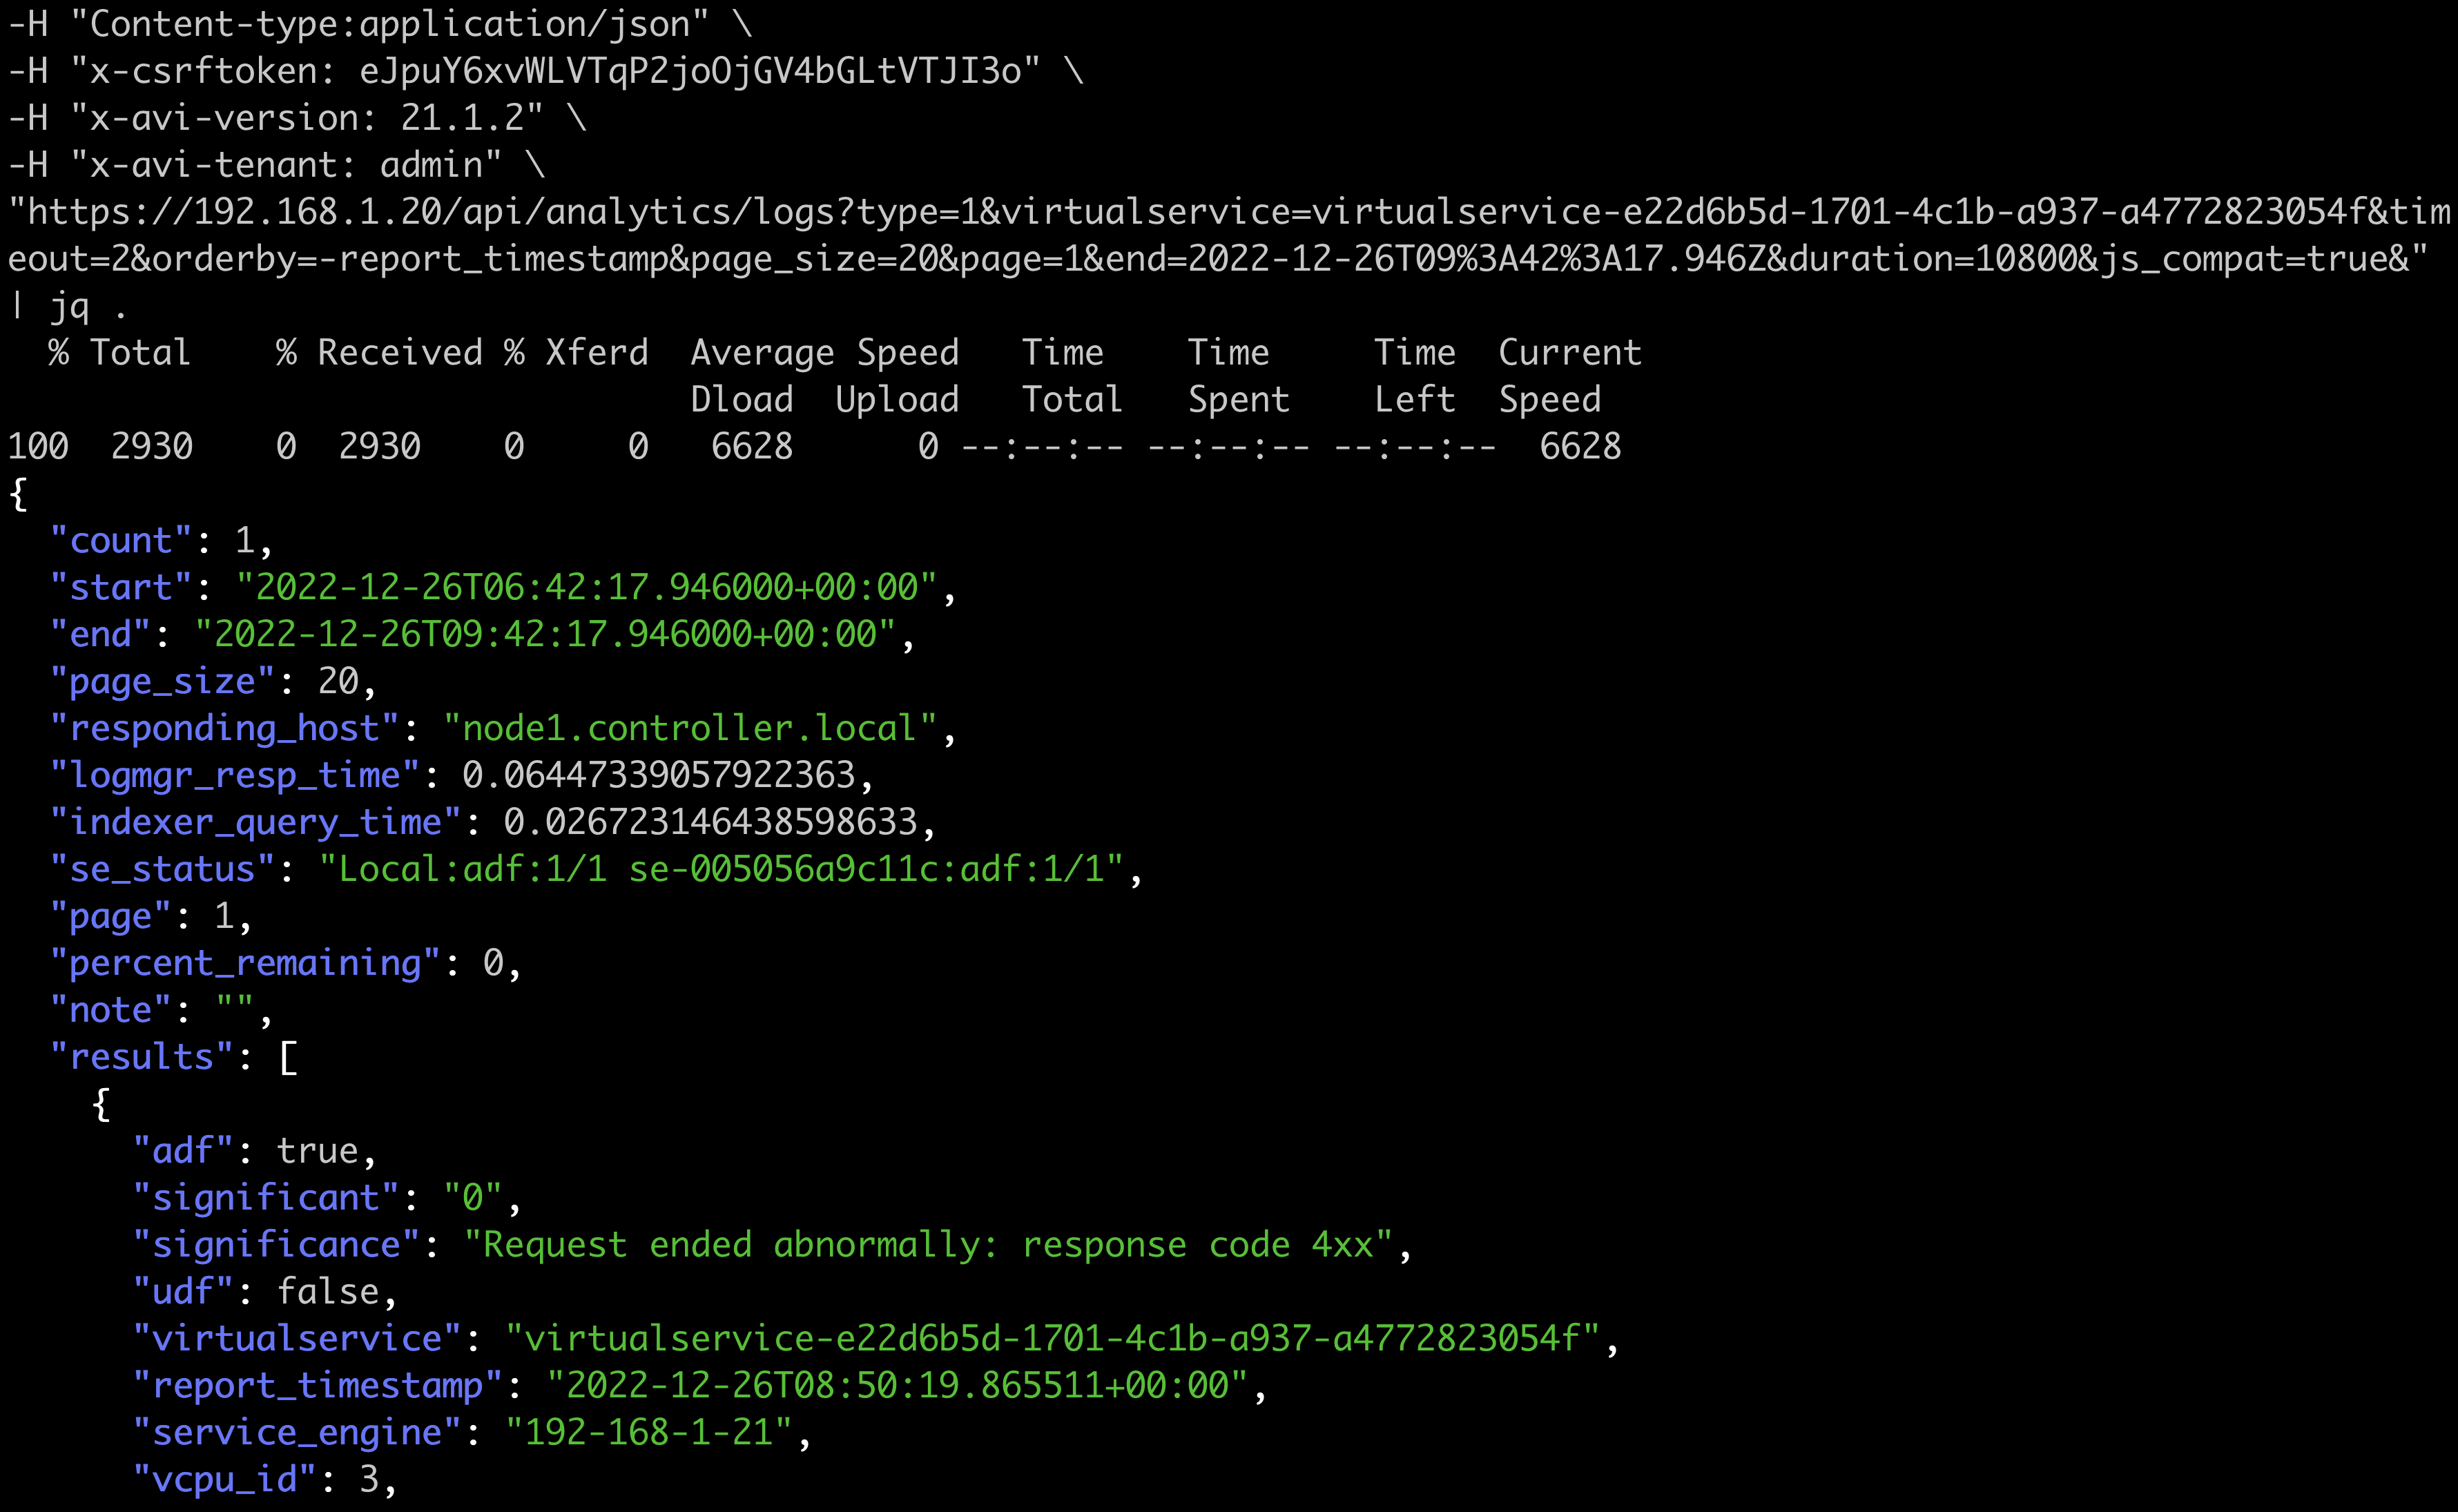 -H "Content-type:application/json" \
-H "x-csrftoken: eJpuY6xvWLVTqP2joOjGV4bGLtVTJI3o" \
-H "x-avi-version: 21.1.2" \
-H "x-avi-tenant: admin" \
"https://192.168.1.20/api/analytics/logs?type=1&virtualservice=virtualservice-e22d6b5d-1701-4c1b-a937-a4772823054f&tim
eout=2&orderby=-report_timestamp&page_size=20&page=1&end=2022-12-26T09%3A42%3A17.946Z&duration=10800&js_compat=true&"
| jq .
  % Total    % Received % Xferd  Average Speed   Time    Time     Time  Current
                                 Dload  Upload   Total   Spent    Left  Speed
100  2930    0  2930    0     0   6628      0 --:--:-- --:--:-- --:--:--  6628
{
  "count": 1,
  "start": "2022-12-26T06:42:17.946000+00:00",
  "end": "2022-12-26T09:42:17.946000+00:00",
  "page_size": 20,
  "responding_host": "node1.controller.local",
  "logmgr_resp_time": 0.06447339057922363,
  "indexer_query_time": 0.026723146438598633,
  "se_status": "Local:adf:1/1 se-005056a9c11c:adf:1/1",
  "page": 1,
  "percent_remaining": 0,
  "note": "",
  "results": [
    {
      "adf": true,
      "significant": "0",
      "significance": "Request ended abnormally: response code 4xx",
      "udf": false,
      "virtualservice": "virtualservice-e22d6b5d-1701-4c1b-a937-a4772823054f",
      "report_timestamp": "2022-12-26T08:50:19.865511+00:00",
      "service_engine": "192-168-1-21",
      "vcpu_id": 3,